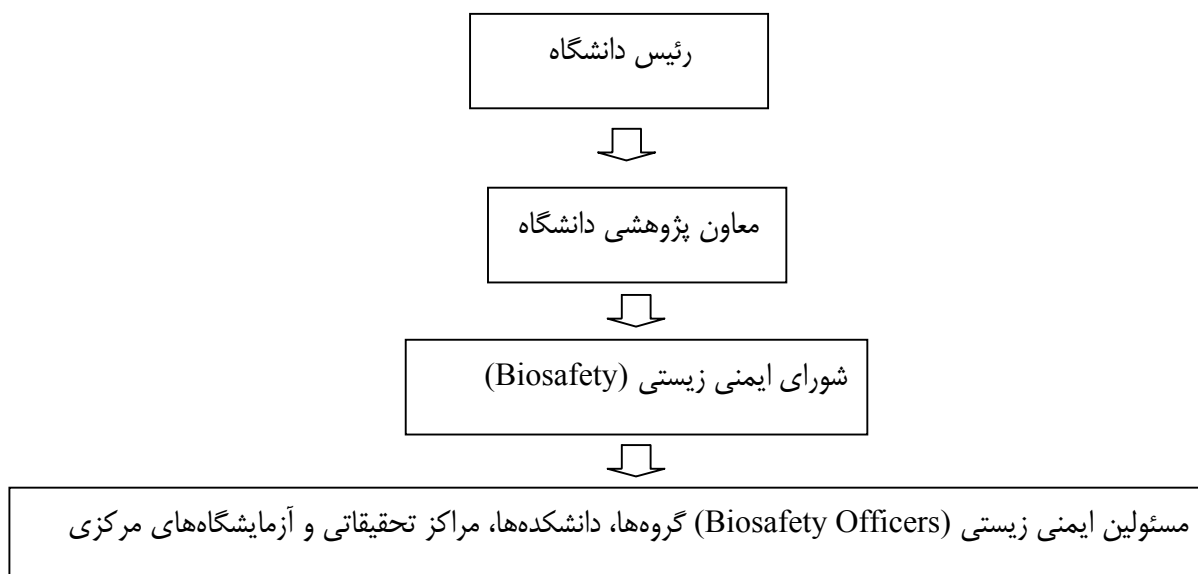 رئیس دانشگاه
معاون پژوهشی دانشگاه
شورای ایمنی زیستی (Biosafety)
مسئولین ایمنی زیستی (Biosafety Officers) گروه‌ها، دانشکده‌ها، مراکز تحقیقاتی و آزمایشگاه‌های مرکزی